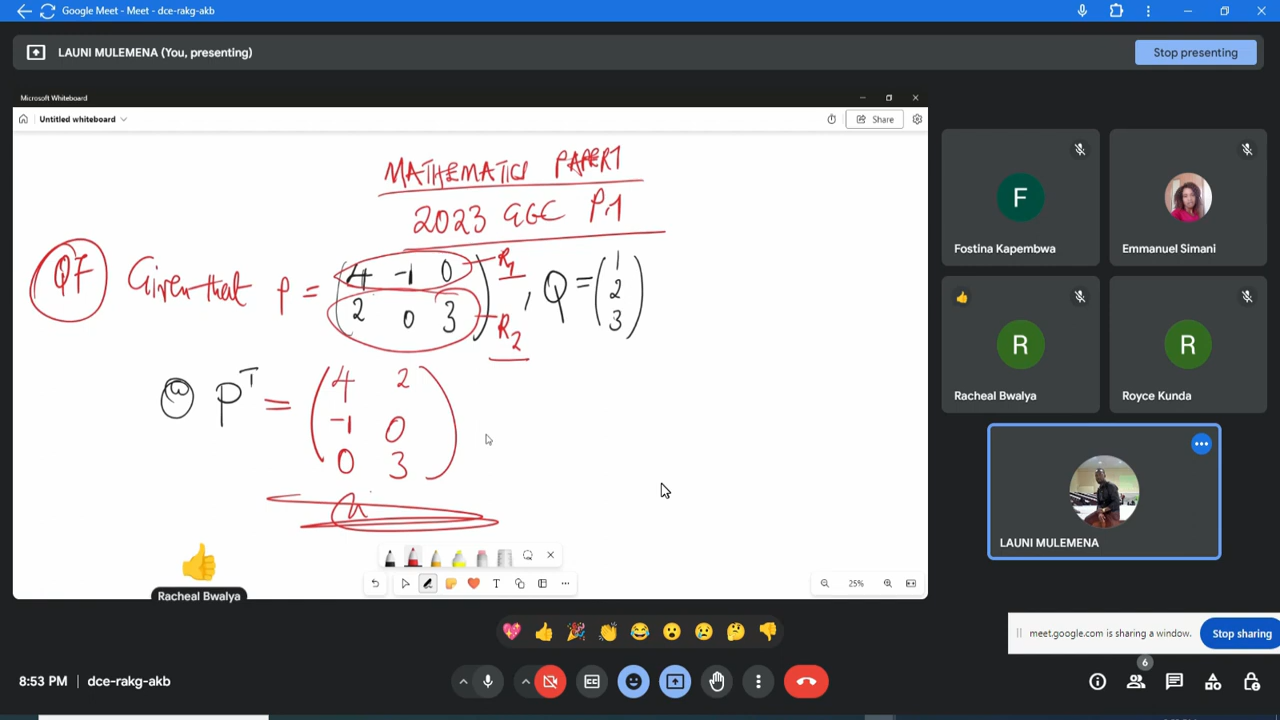 Google Meet - Meet - dce-rakg-akb
LAUNI MULEMENA (You, presenting)
Stop presenting
Microsoft Whiteboard
Untitled whiteboard
Share
MATHEMATICS PAPER 1
2023 GCE P1
Q7 Given that P = (4 -1 0
2 0 3) R1 R2, Q = (1
2
3)
(a) P^T = (4 2
-1 0
0 3)
Racheal Bwalya
25%
Fostina Kapembwa
Emmanuel Simani
Racheal Bwalya
Royce Kunda
LAUNI MULEMENA
F
R
R
meet.google.com is sharing a window.
Stop sharing
8:53 PM | dce-rakg-akb
6